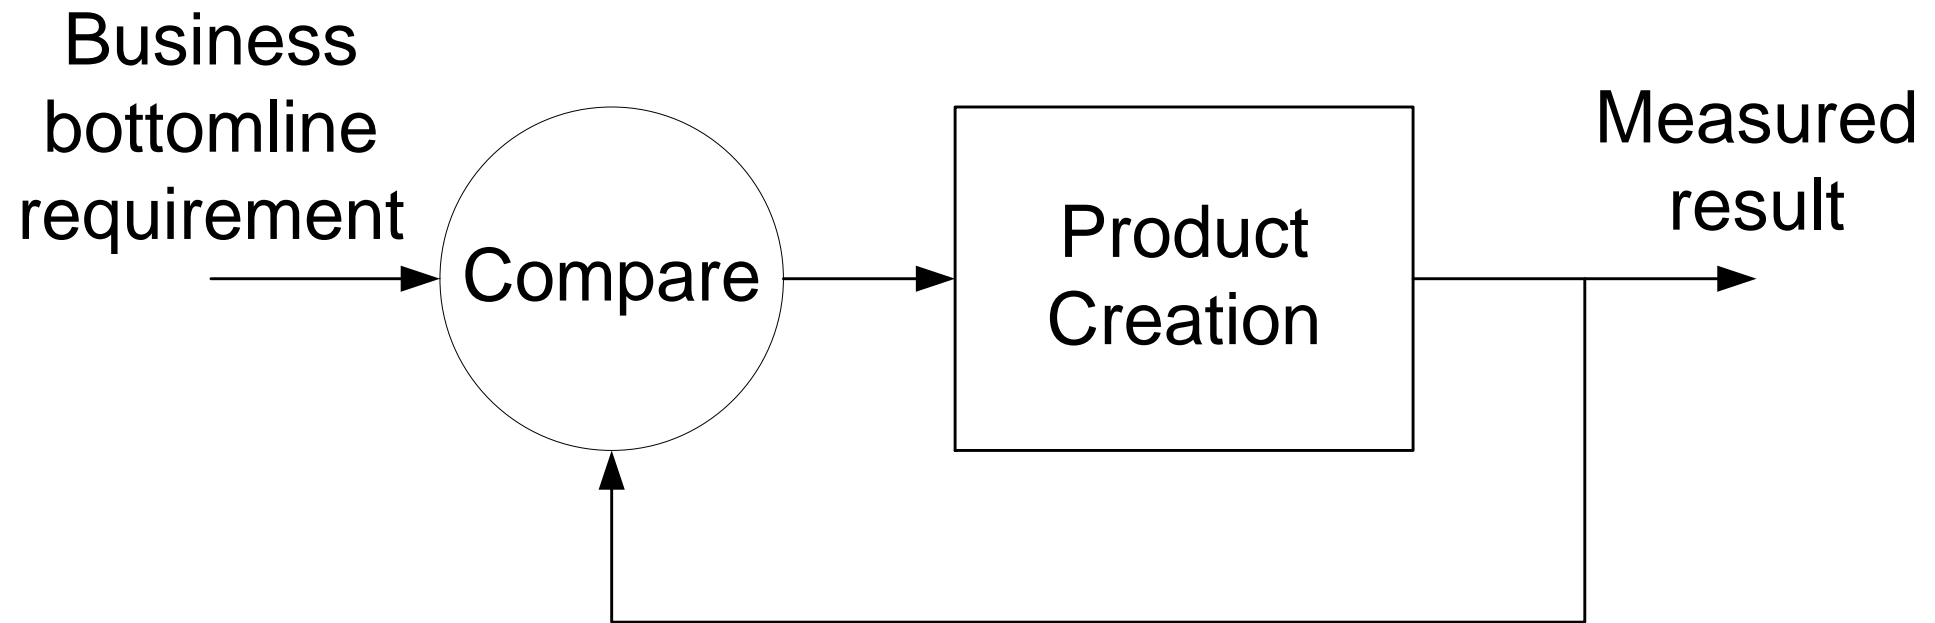 Business
bottomline
requirement
Compare
Product
Creation
Measured
result